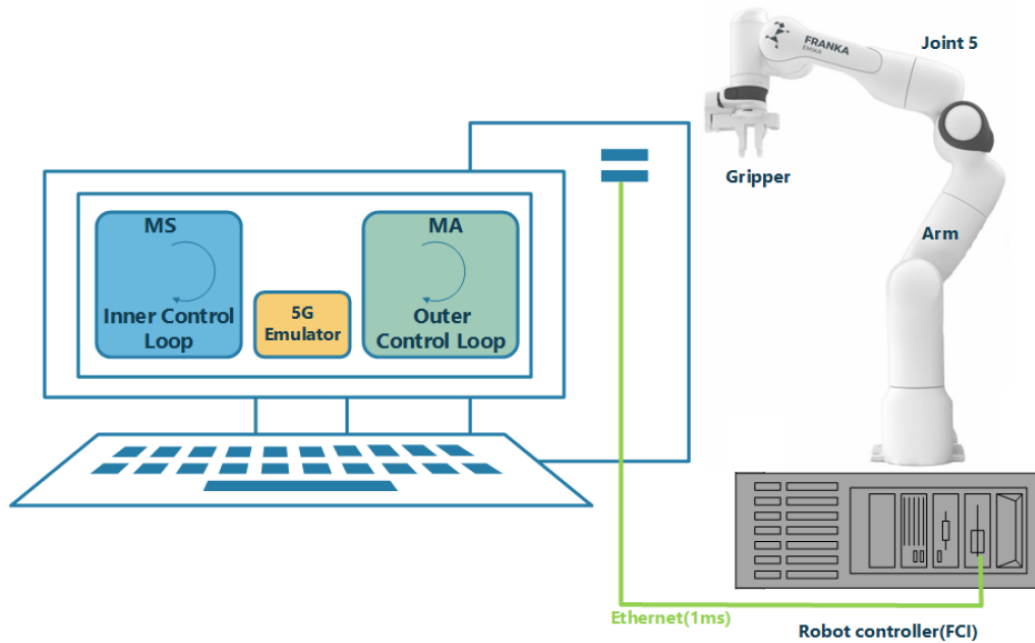 FRANKA
EMIKA
Joint 5
Gripper
MS
MA
Arm
Inner Control
Loop
5G
Emulator
Outer
Control Loop
Ethernet(1ms)
Robot controller(FCI)